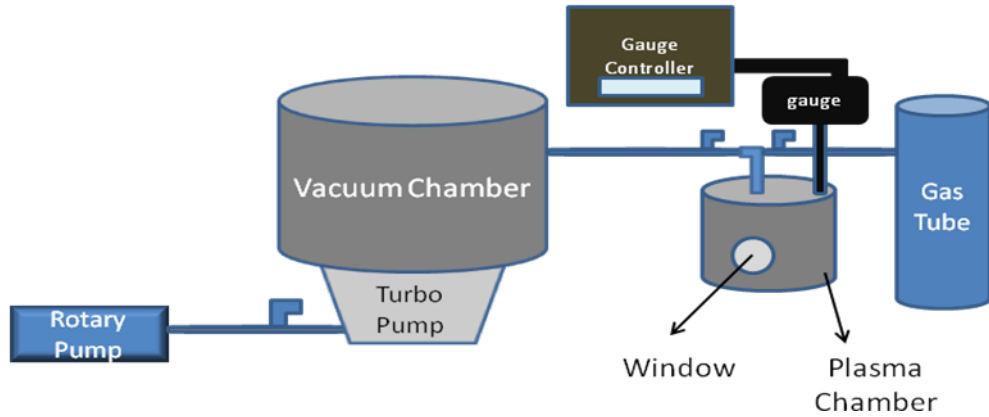 Gauge
Controller
gauge
Vacuum Chamber
Gas
Tube
Turbo
Pump
Rotary
Pump
Window
Plasma
Chamber